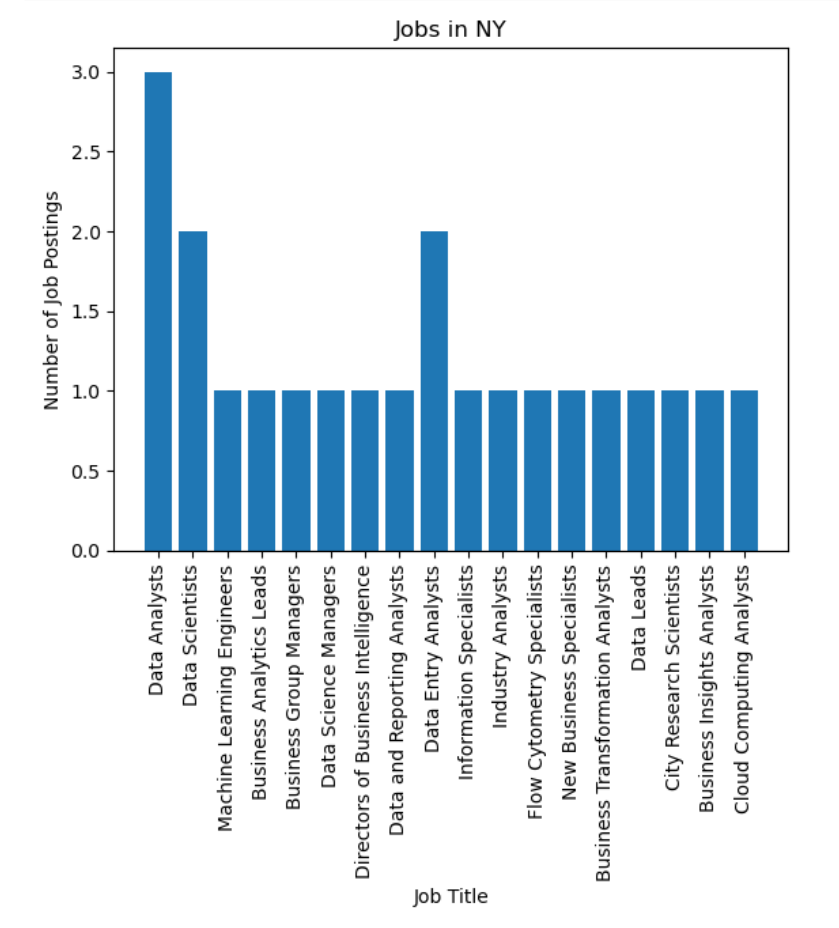 Jobs in NY
Number of Job Postings
3.0
2.5
2.0
1.5
1.0
0.5
0.0
Data Analysts
Data Scientists
Machine Learning Engineers
Business Analytics Leads
Business Group Managers
Data Science Managers
Directors of Business Intelligence
Data and Reporting Analysts
Data Entry Analysts
Information Specialists
Industry Analysts
Flow Cytometry Specialists
New Business Specialists
Business Transformation Analysts
Data Leads
City Research Scientists
Business Insights Analysts
Cloud Computing Analysts
Job Title